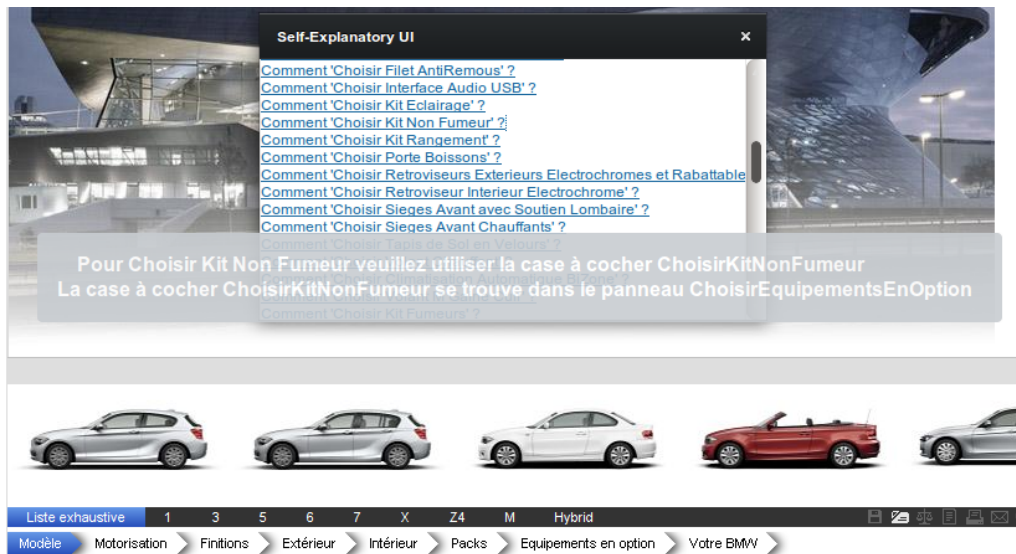 Self-Explanatory UI ×
Comment 'Choisir Filet AntiRemous' ?
Comment 'Choisir Interface Audio USB' ?
Comment 'Choisir Kit Eclairage' ?
Comment 'Choisir Kit Non Fumeur' ?
Comment 'Choisir Kit Rangement' ?
Comment 'Choisir Porte Boissons' ?
Comment 'Choisir Retroviseurs Exterieurs Electrochromes et Rabattable
Comment 'Choisir Retroviseur Interieur Electrochrome' ?
Comment 'Choisir Sieges Avant avec Soutien Lombaire' ?
Comment 'Choisir Sieges Avant Chauffants' ?
Comment 'Choisir Tapis de Sol en Velours' ?
Pour Choisir Kit Non Fumeur veuillez utiliser la case à cocher ChoisirKitNonFumeur
Comment 'Choisir Climatisation Automatique BiZone' ?
La case à cocher ChoisirKitNonFumeur se trouve dans le panneau ChoisirEquipementsEnOption
Comment 'Choisir Kit Fumeurs' ?
Liste exhaustive 1 3 5 6 7 X Z4 M Hybrid
Modèle Motorisation Finitions Extérieur Intérieur Packs Equipements en option Votre BMW